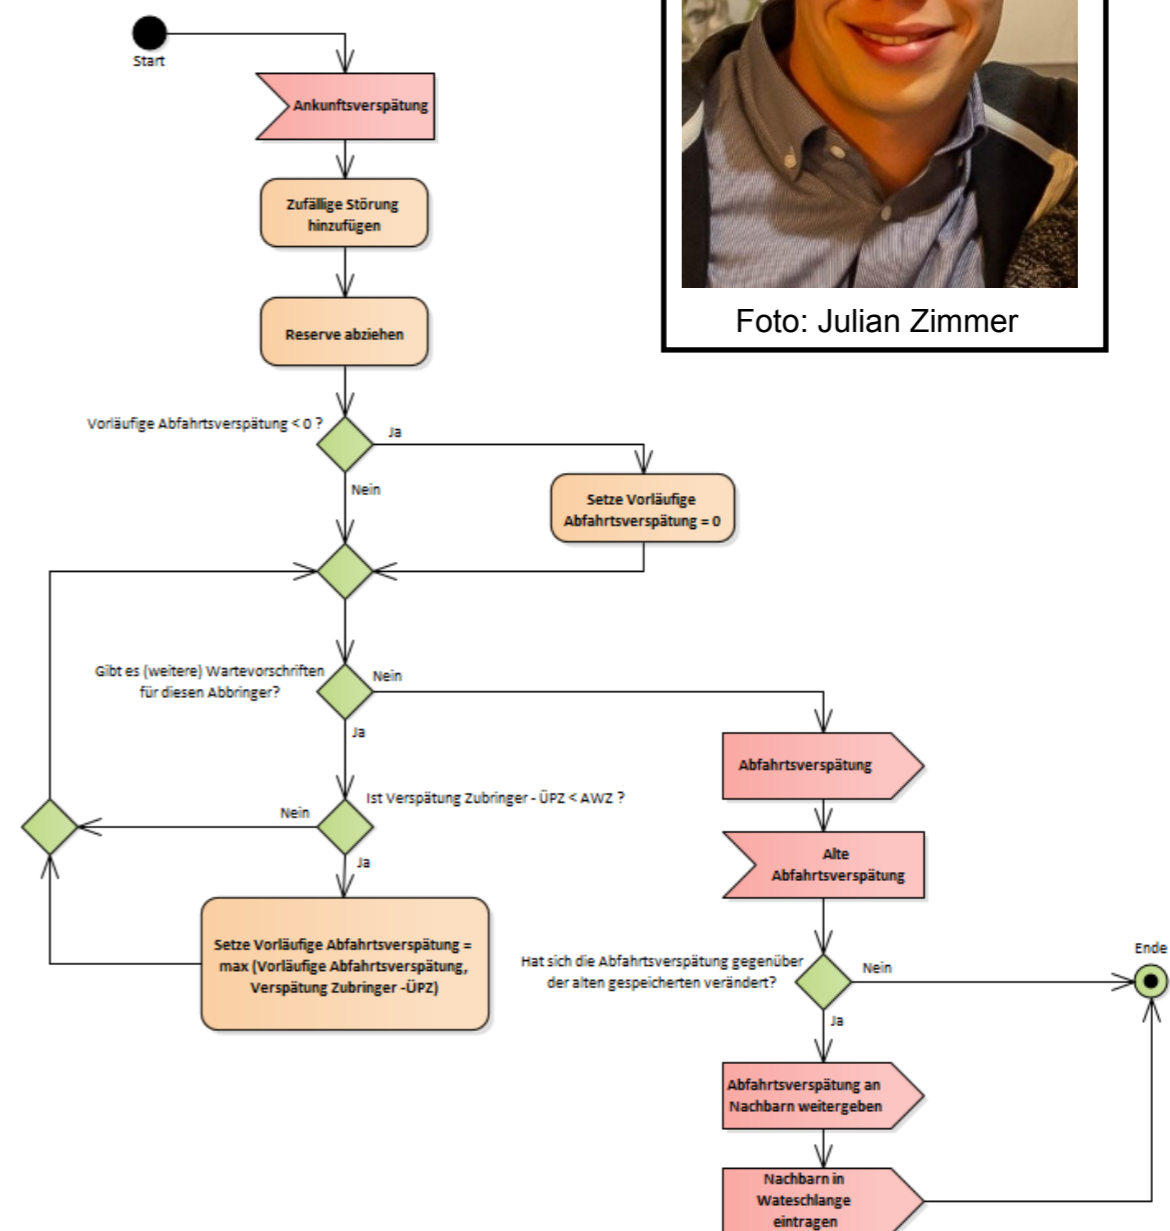 Start
Ankunftsverspätung
Zufällige Störung
hinzufügen
Reserve abziehen
Foto: Julian Zimmer
Vorläufige Abfahrtsverspätung < 0 ?
Ja
Nein
Setze Vorläufige
Abfahrtsverspätung = 0
Gibt es (weitere) Wartevorschriften
für diesen Abbringer?
Nein
Ja
Ist Verspätung Zubringer - ÜPZ < AWZ ?
Nein
Ja
Setze Vorläufige Abfahrtsverspätung =
max (Vorläufige Abfahrtsverspätung,
Verspätung Zubringer -ÜPZ)
Abfahrtsverspätung
Alte
Abfahrtsverspätung
Hat sich die Abfahrtsverspätung gegenüber
der alten gespeicherten verändert?
Nein
Ende
Ja
Abfahrtsverspätung an
Nachbarn weitergeben
Nachbarn in
Wateschlange
eintragen